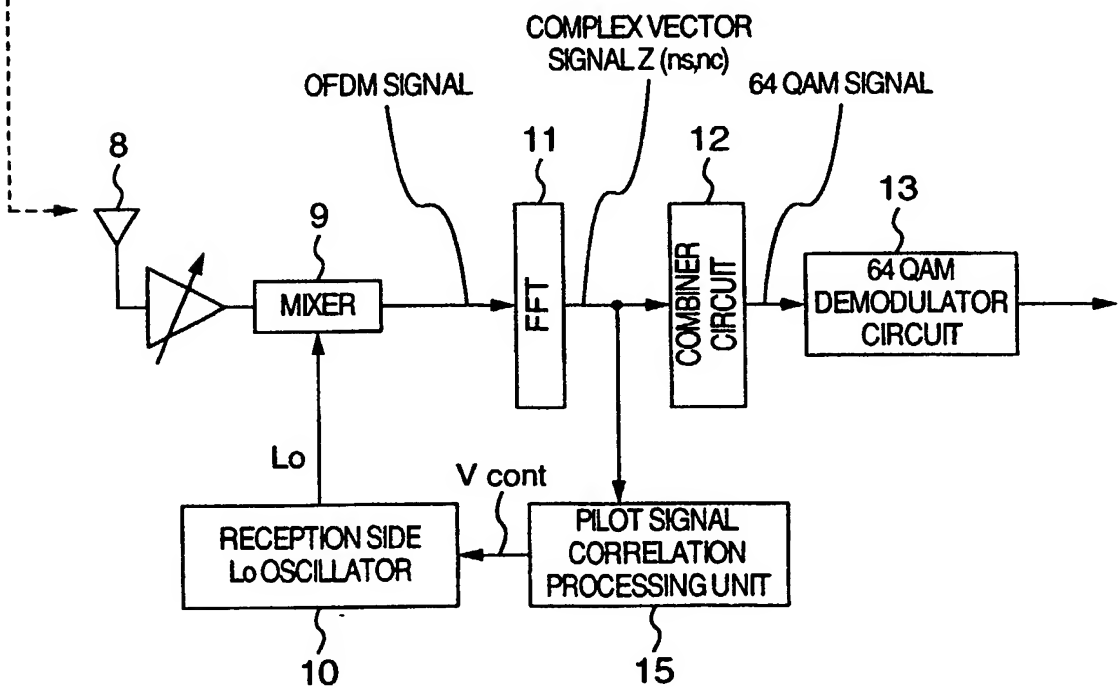 COMPLEX VECTOR
SIGNAL Z (ns,nc)
OFDM SIGNAL
64 QAM SIGNAL
8
9
11
12
13
MIXER
FFT
COMBINER
CIRCUIT
64 QAM
DEMODULATOR
CIRCUIT
Lo
V cont
RECEPTION SIDE
Lo OSCILLATOR
PILOT SIGNAL
CORRELATION
PROCESSING UNIT
10
15